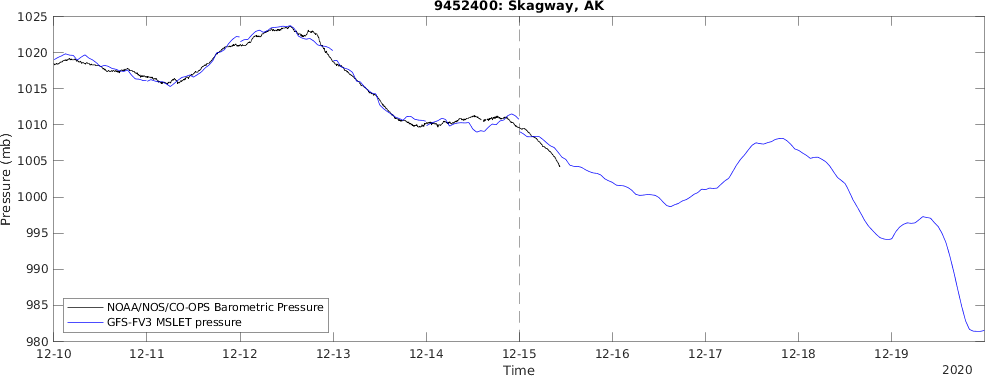 9452400: Skagway, AK
Pressure (mb)
1025
1020
1015
1010
1005
1000
995
990
985
980
NOAA/NOS/CO-OPS Barometric Pressure
GFS-FV3 MSLET pressure
12-10 12-11 12-12 12-13 12-14 12-15 12-16 12-17 12-18 12-19
Time
2020